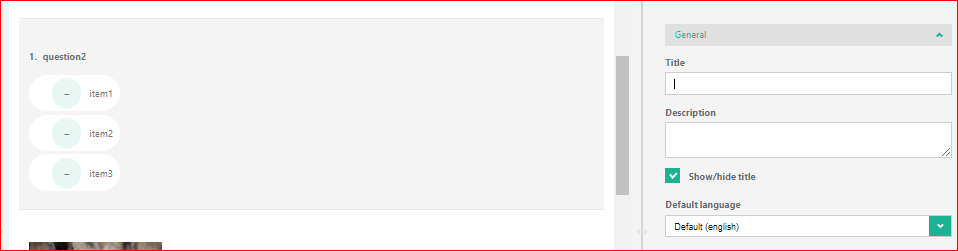 1. question2
– item1
– item2
– item3
General
Title
Description
Show/hide title
Default language
Default (english)